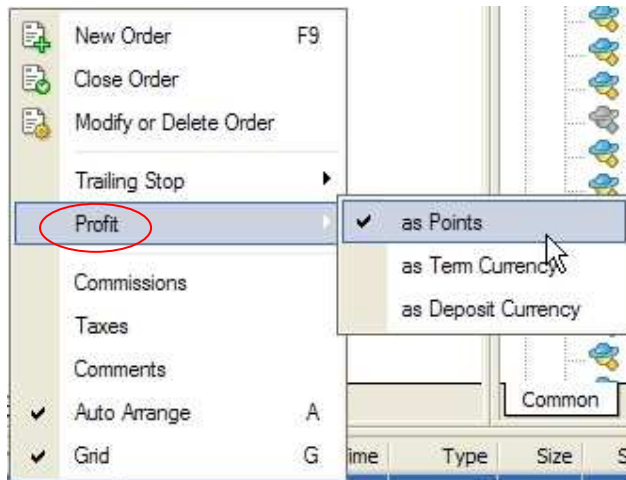 New Order F9
Close Order
Modify or Delete Order
Trailing Stop
Profit
as Points
as Term Currency
as Deposit Currency
Commissions
Taxes
Comments
Auto Arrange A
Common
Grid G
ime Type Size S